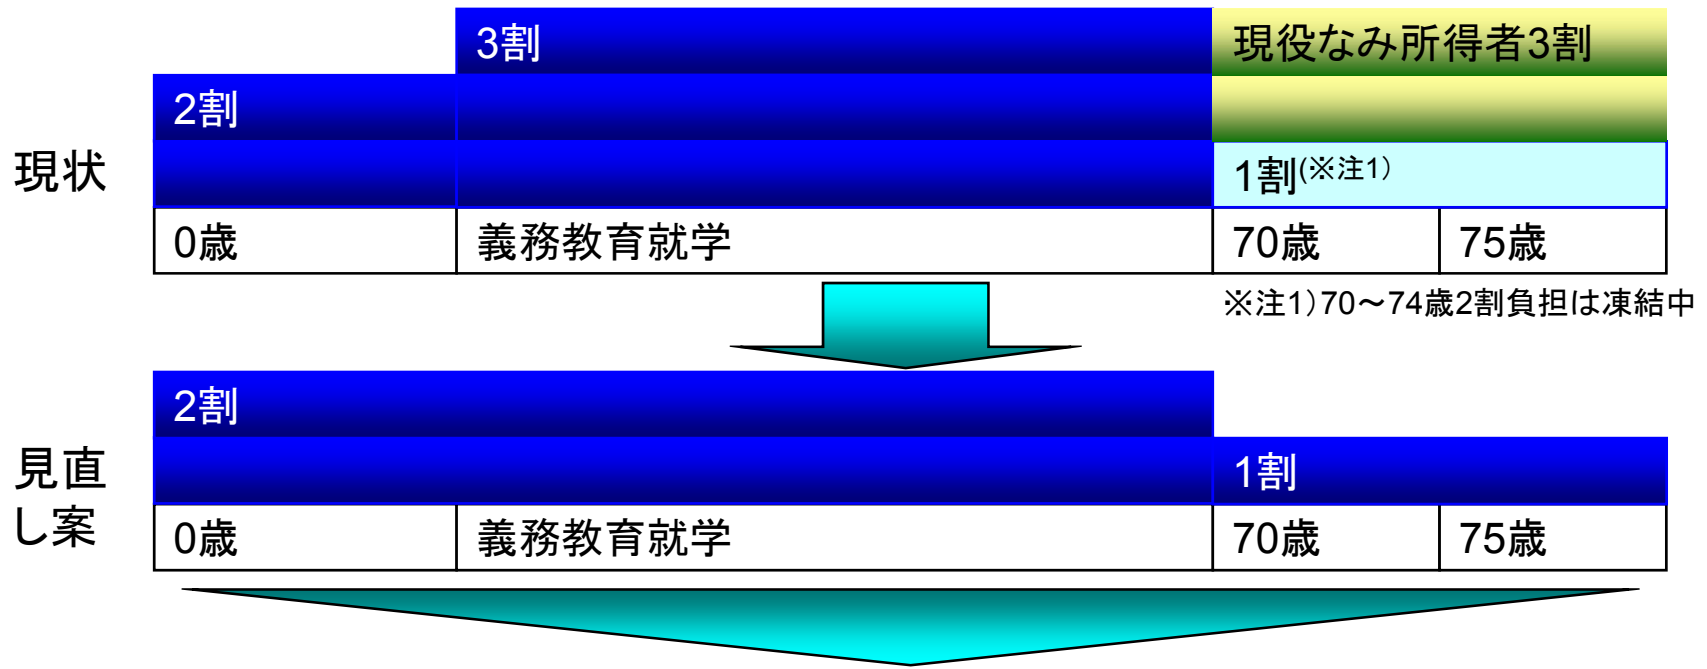 3割
現役なみ所得者3割
2割
現状
1割(※注1)
0歳
義務教育就学
70歳
75歳
※注1)70～74歳2割負担は凍結中
2割
見直
し案
1割
0歳
義務教育就学
70歳
75歳